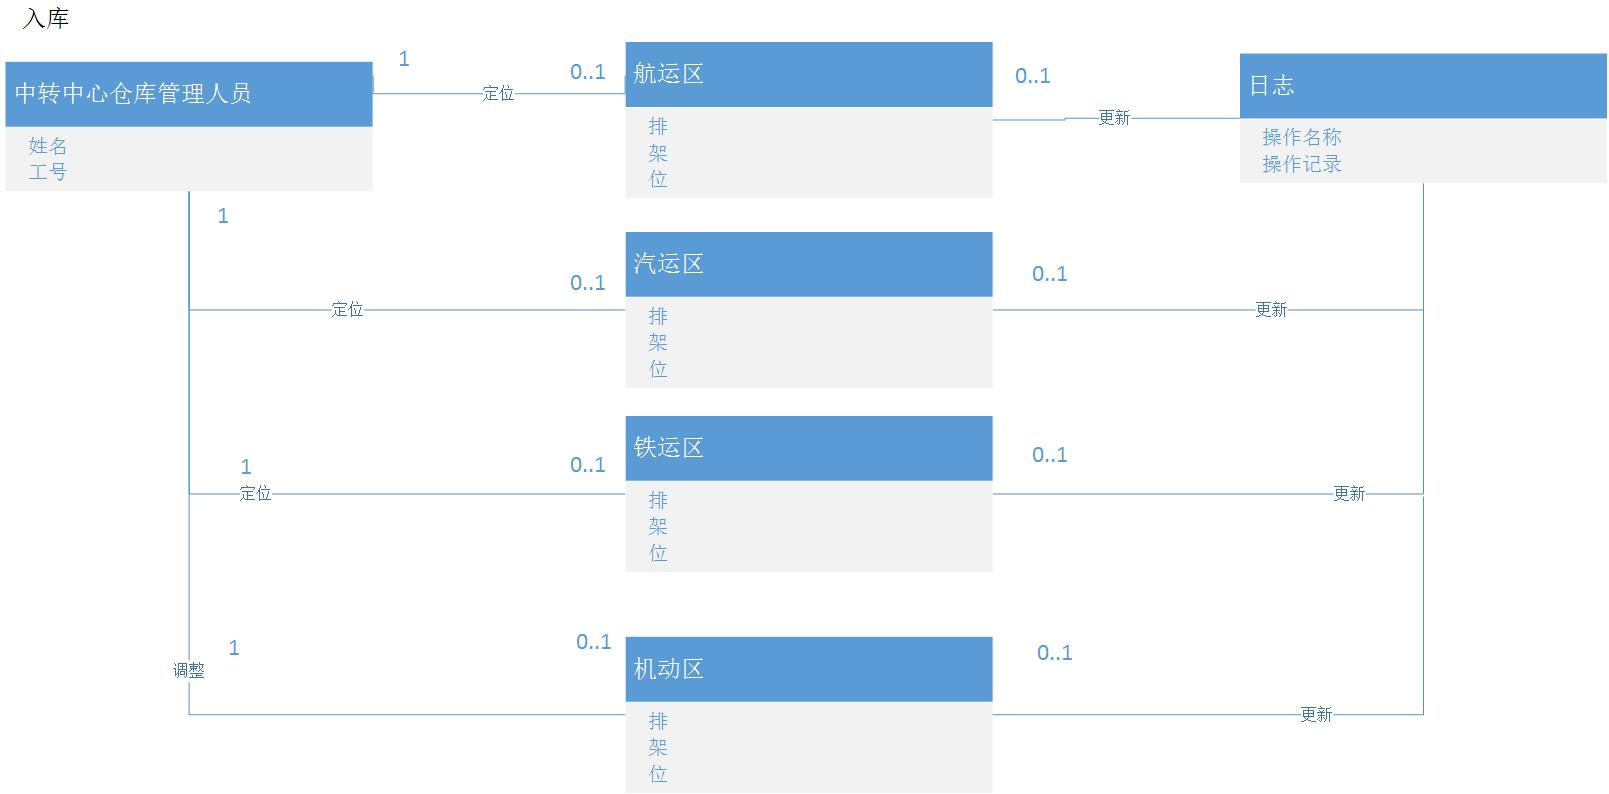 入库
中转中心仓库管理人员
姓名
工号
1
定位
0..1
航运区
排
架
位
0..1
更新
日志
操作名称
操作记录
1
定位
0..1
汽运区
排
架
位
0..1
更新
1
定位
0..1
铁运区
排
架
位
0..1
更新
1
调整
0..1
机动区
排
架
位
0..1
更新